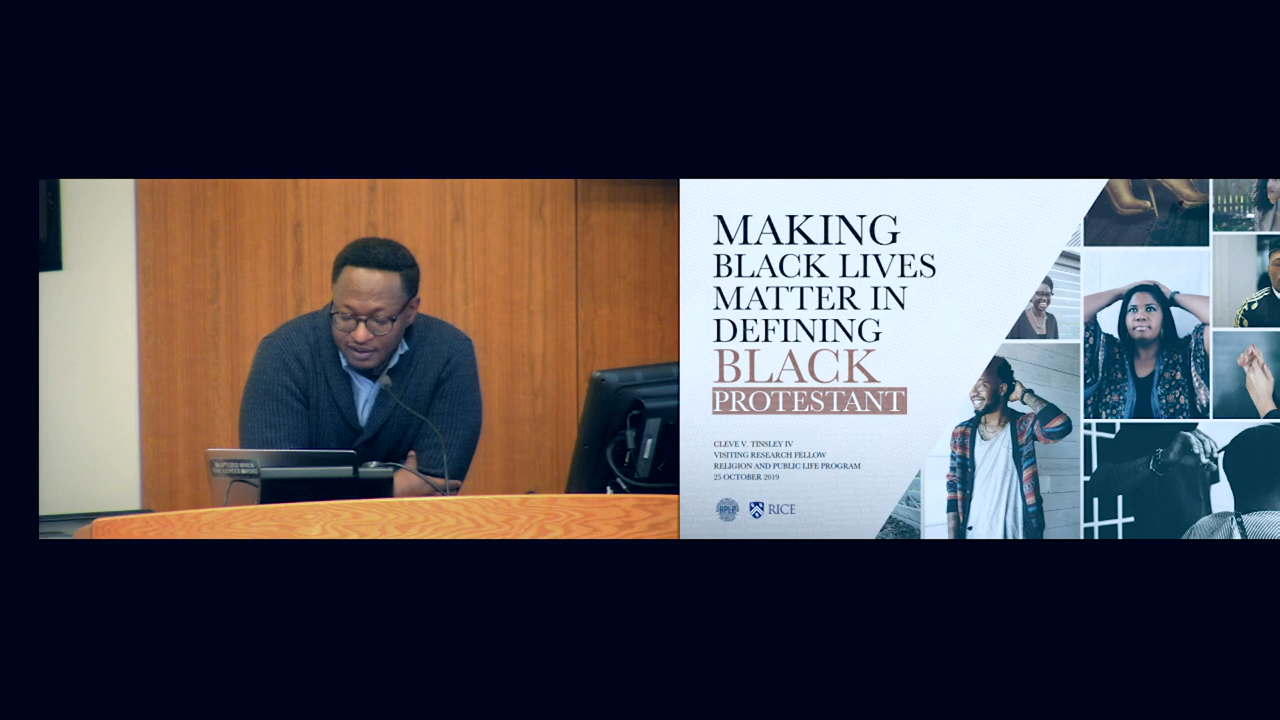 MAKING
BLACK LIVES
MATTER IN
DEFINING
BLACK
PROTESTANT
CLEVE V. TINSLEY IV
VISITING RESEARCH FELLOW
RELIGION AND PUBLIC LIFE PROGRAM
25 OCTOBER 2019
RPLP
RICE